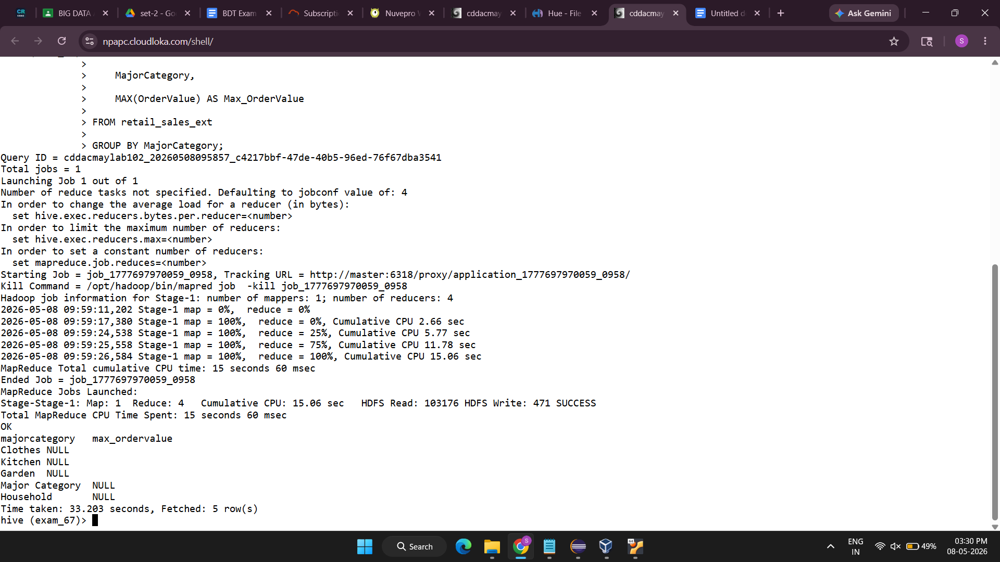 CR
CDAC
BIG DATA
set-2 - Go
BDT Exam
Subscripti
Nuvepro
cddacmay
Hue - File
cddacmay
Untitled d
Ask Gemini
npapc.cloudloka.com/shell/
S
>
>     MajorCategory,
>
>     MAX(OrderValue) AS Max_OrderValue
>
> FROM retail_sales_ext
>
> GROUP BY MajorCategory;
Query ID = cddacmaylab102_20260508095857_c4217bbf-47de-40b5-96ed-76f67dba3541
Total jobs = 1
Launching Job 1 out of 1
Number of reduce tasks not specified. Defaulting to jobconf value of: 4
In order to change the average load for a reducer (in bytes):
  set hive.exec.reducers.bytes.per.reducer=<number>
In order to limit the maximum number of reducers:
  set hive.exec.reducers.max=<number>
In order to set a constant number of reducers:
  set mapreduce.job.reduces=<number>
Starting Job = job_1777697970059_0958, Tracking URL = http://master:6318/proxy/application_1777697970059_0958/
Kill Command = /opt/hadoop/bin/mapred job  -kill job_1777697970059_0958
Hadoop job information for Stage-1: number of mappers: 1; number of reducers: 4
2026-05-08 09:59:11,202 Stage-1 map = 0%,  reduce = 0%
2026-05-08 09:59:17,380 Stage-1 map = 100%,  reduce = 0%, Cumulative CPU 2.66 sec
2026-05-08 09:59:24,538 Stage-1 map = 100%,  reduce = 25%, Cumulative CPU 5.77 sec
2026-05-08 09:59:25,558 Stage-1 map = 100%,  reduce = 75%, Cumulative CPU 11.78 sec
2026-05-08 09:59:26,584 Stage-1 map = 100%,  reduce = 100%, Cumulative CPU 15.06 sec
MapReduce Total cumulative CPU time: 15 seconds 60 msec
Ended Job = job_1777697970059_0958
MapReduce Jobs Launched:
Stage-Stage-1: Map: 1  Reduce: 4   Cumulative CPU: 15.06 sec   HDFS Read: 103176 HDFS Write: 471 SUCCESS
Total MapReduce CPU Time Spent: 15 seconds 60 msec
OK
majorcategory   max_ordervalue
Clothes NULL
Kitchen NULL
Garden  NULL
Major Category  NULL
Household       NULL
Time taken: 33.203 seconds, Fetched: 5 row(s)
hive (exam_67)>
Search
S
64
ENG
IN
49%
03:30 PM
08-05-2026